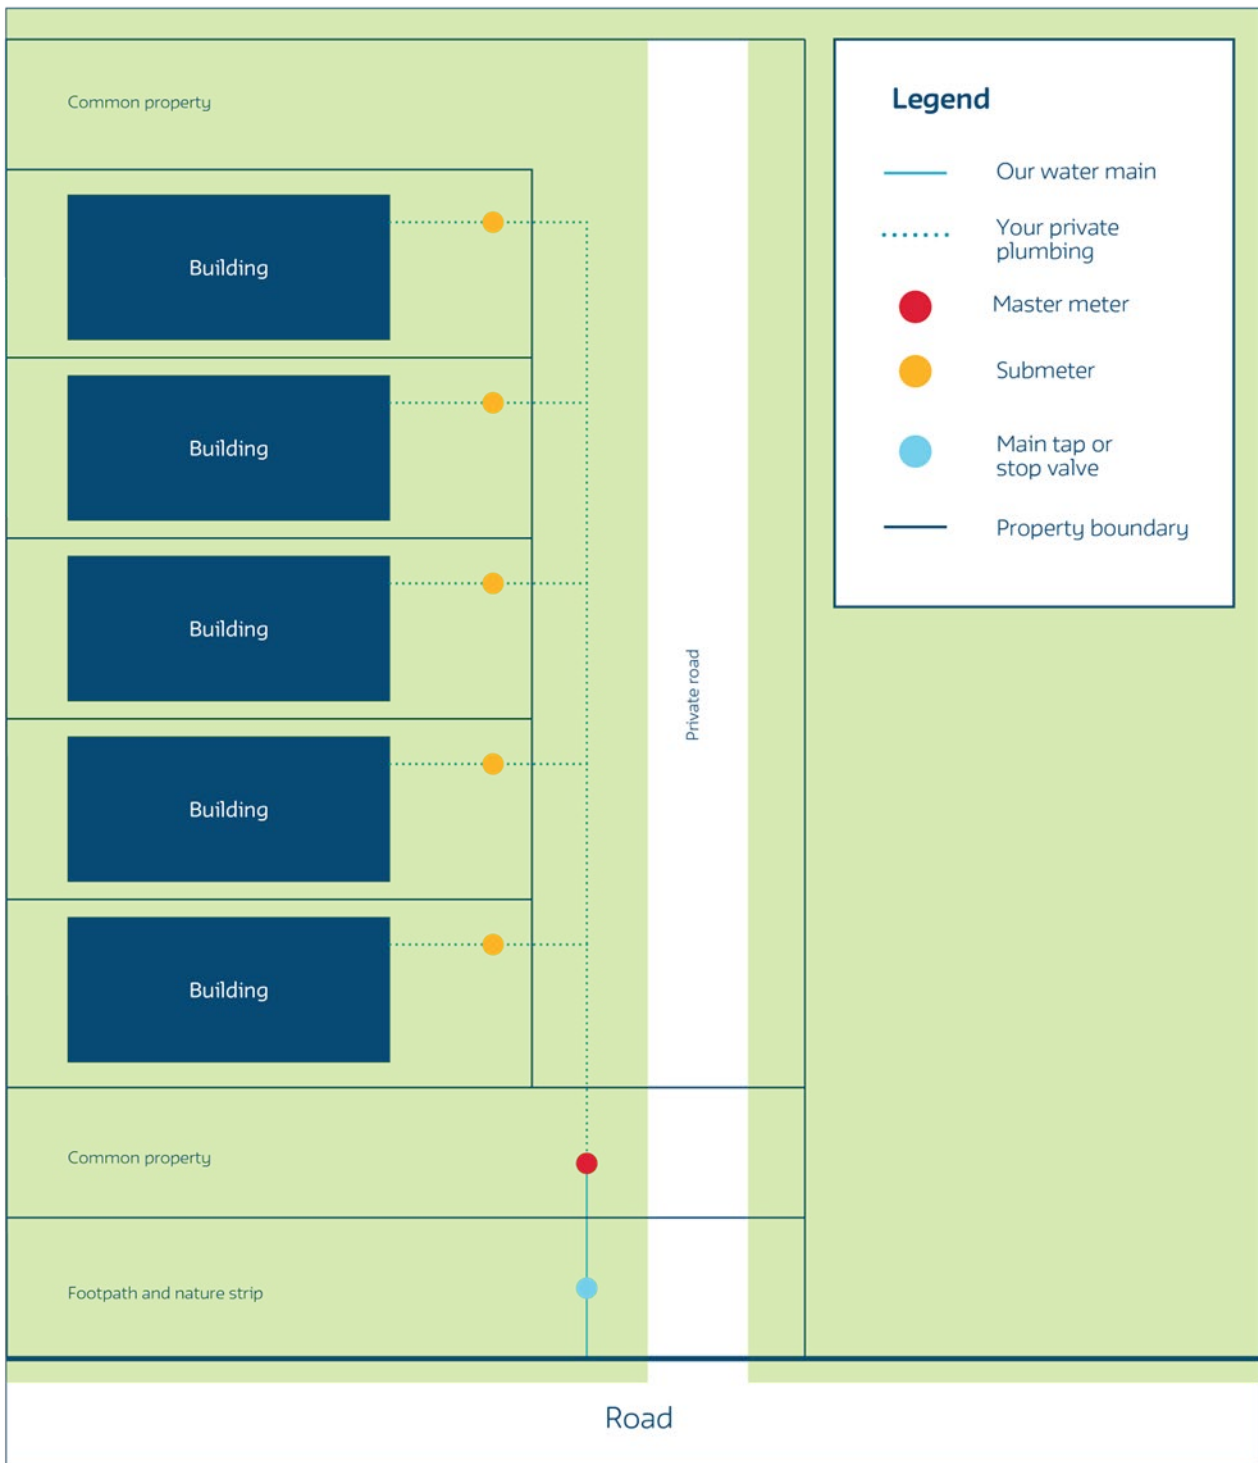 Common property
Legend
Our water main
Your private
plumbing
Master meter
Submeter
Main tap or
stop valve
Property boundary
Building
Building
Building
Private road
Building
Building
Common property
Footpath and nature strip
Road